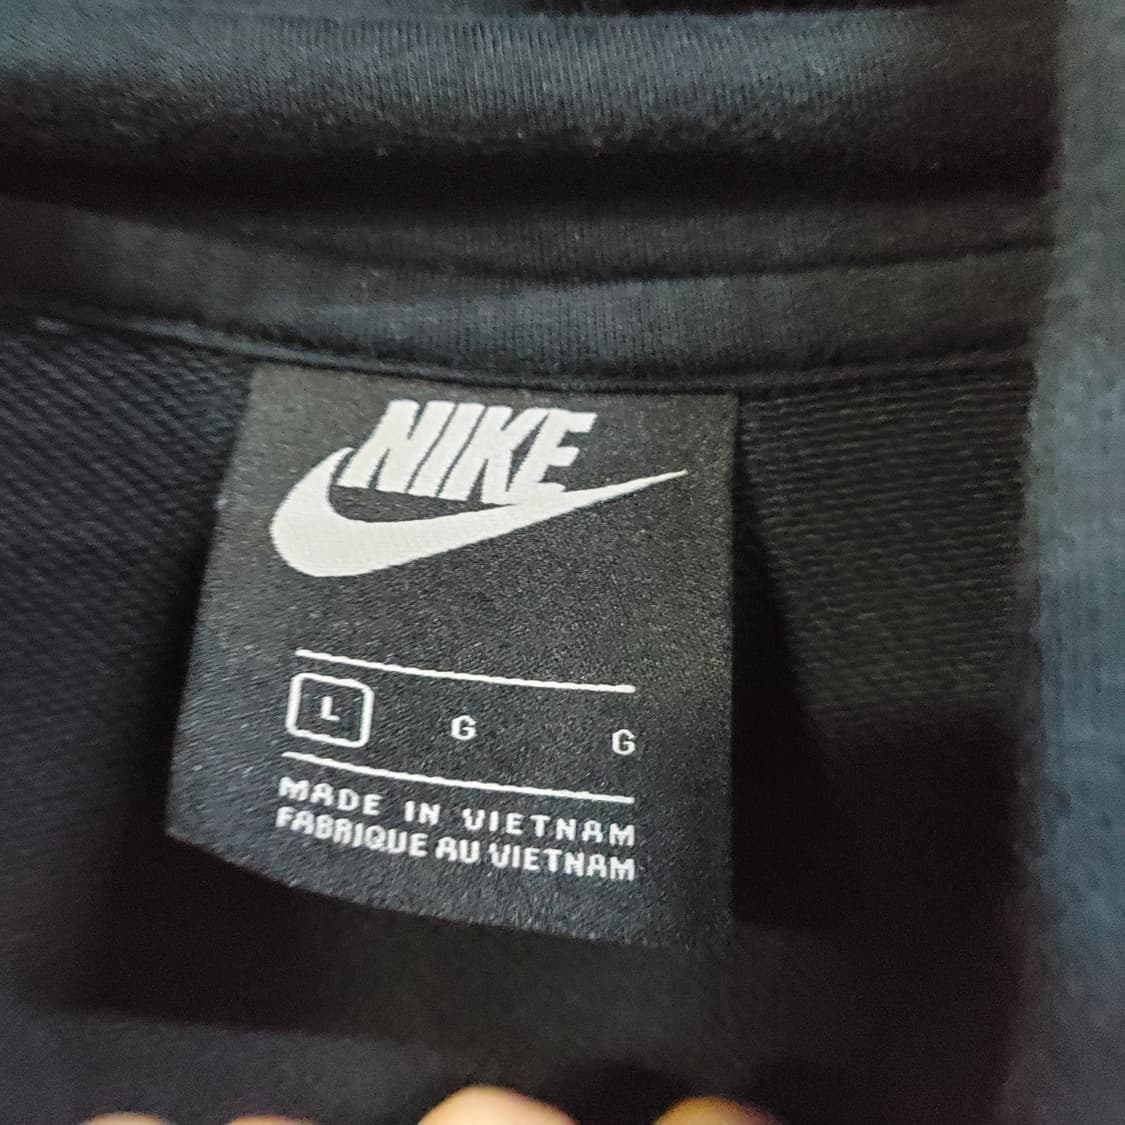 NIKE
L G G
MADE IN VIETNAM
FABRIQUE AU VIETNAM